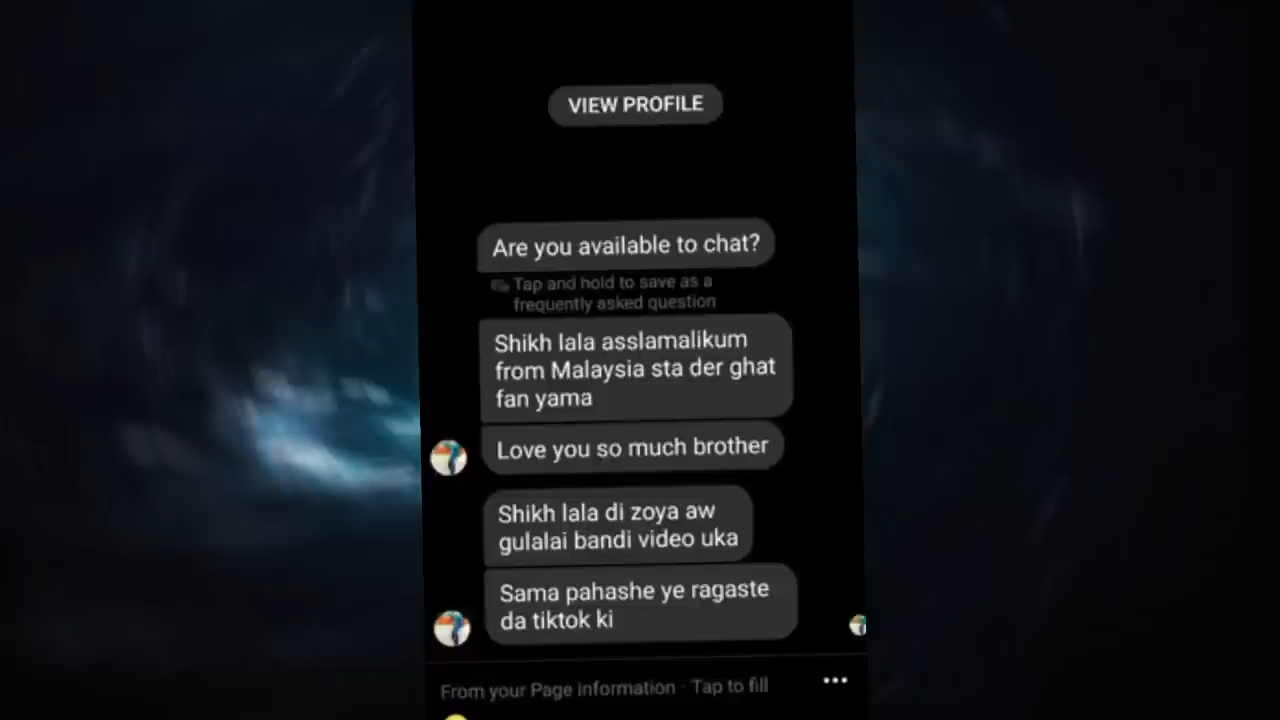 VIEW PROFILE
Are you available to chat?
Tap and hold to save as a
frequently asked question
Shikh lala asslamalikum
from Malaysia sta der ghat
fan yama
Love you so much brother
Shikh lala di zoya aw
gulalai bandi video uka
Sama pahashe ye ragaste
da tiktok ki
From your Page information · Tap to fill